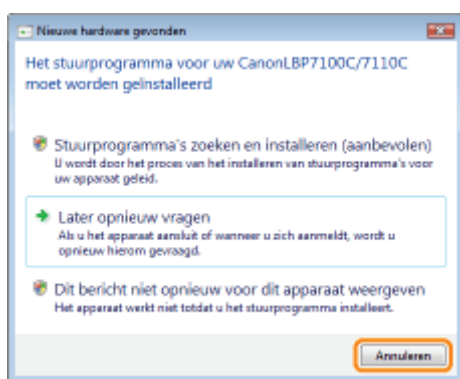 Nieuwe hardware gevonden
Het stuurprogramma voor uw CanonLBP7100C/7110C
moet worden geïnstalleerd
Stuurprogramma's zoeken en installeren (aanbevolen)
U wordt door het proces van het installeren van stuurprogramma's voor
uw apparaat geleid.
Later opnieuw vragen
Als u het apparaat aansluit of wanneer u zich aanmeldt, wordt u
opnieuw hierom gevraagd.
Dit bericht niet opnieuw voor dit apparaat weergeven
Het apparaat werkt niet totdat u het stuurprogramma installeert.
Annuleren